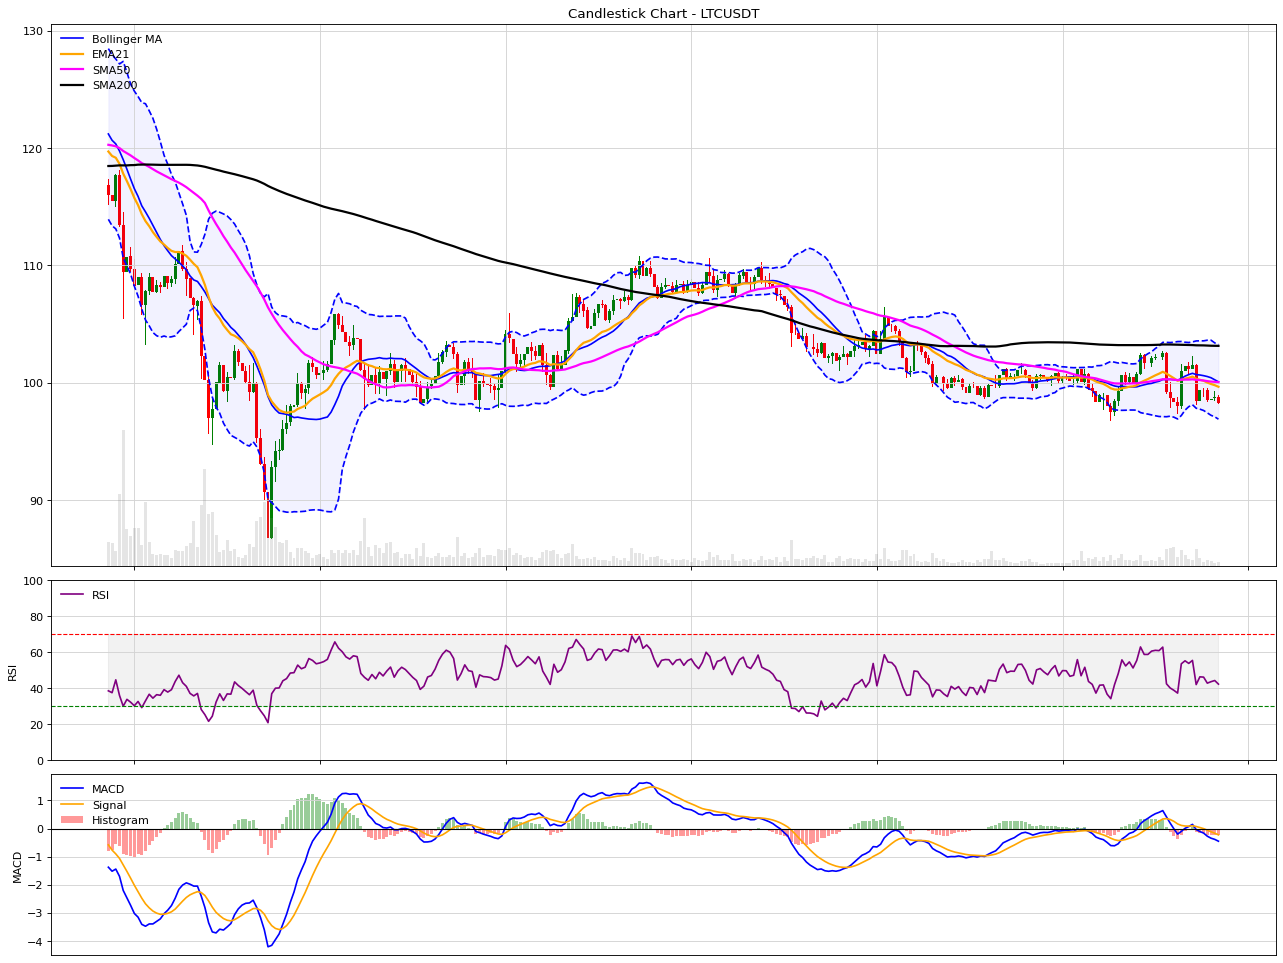 Candlestick Chart - LTCUSDT
Bollinger MA
EMA21
SMA50
SMA200
130
120
110
100
90
RSI
100
80
60
40
20
0
RSI
MACD
Signal
Histogram
1
0
−1
−2
−3
−4
MACD